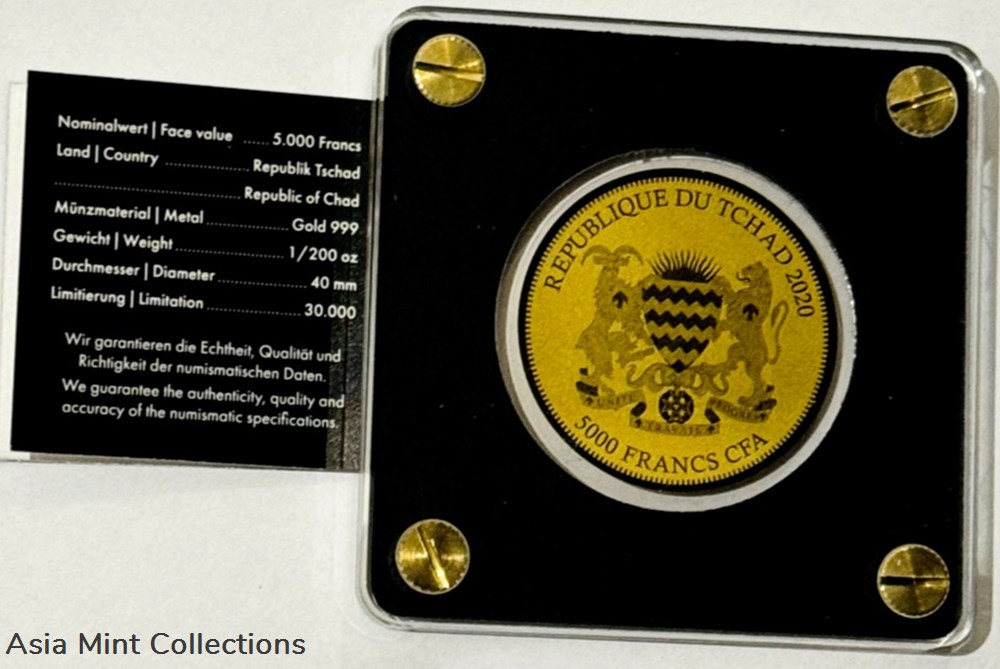 Nominalwert | Face value ...... 5.000 Francs
Land | Country .................... Republik Tschad
............................................ Republic of Chad
Münzmaterial | Metal ..................... Gold 999
Gewicht | Weight ........................... 1/200 oz
Durchmesser | Diameter ...................... 40 mm
Limitierung | Limitation ....................... 30.000
Wir garantieren die Echtheit, Qualität und
Richtigkeit der numismatischen Daten.
We guarantee the authenticity, quality and
accuracy of the numismatic specifications.
REPUBLIQUE DU TCHAD 2020
UNITE
TRAVAIL
PROGRES
5000 FRANCS CFA
Asia Mint Collections